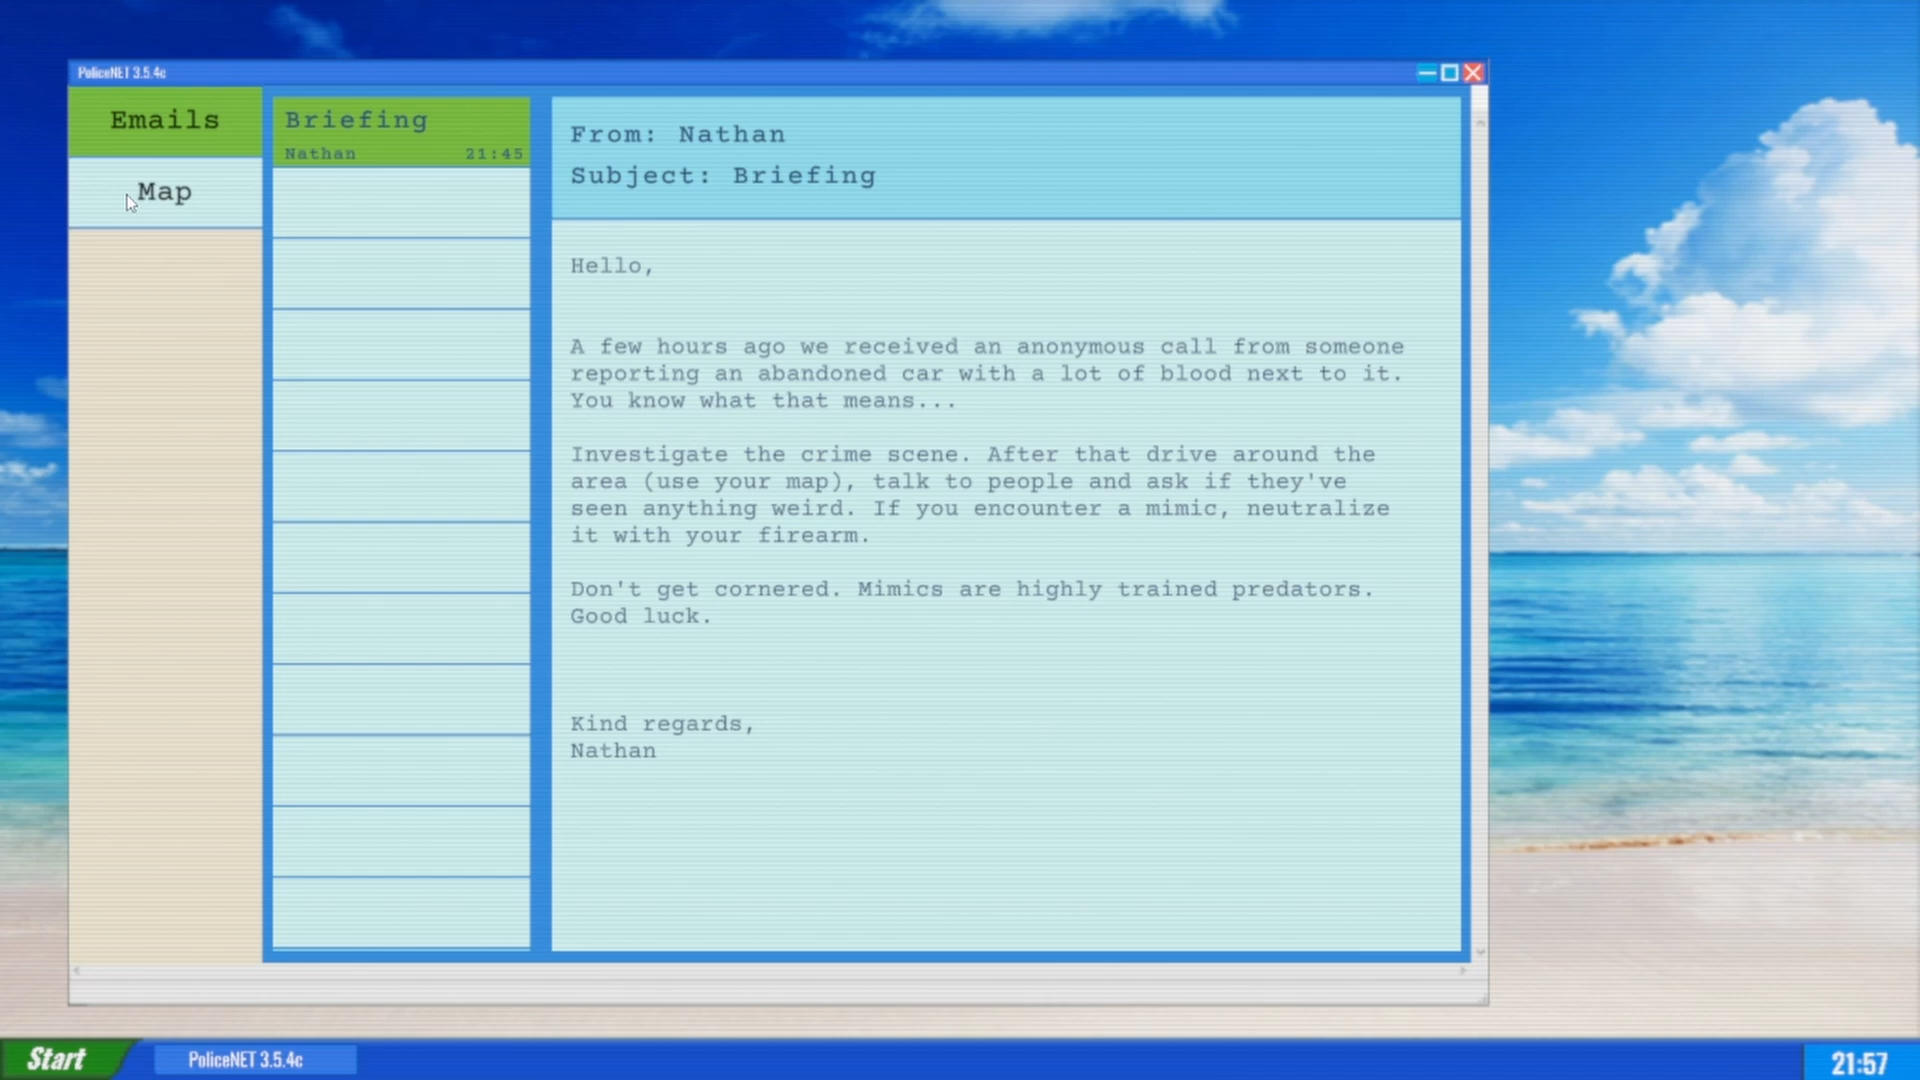 PoliceNET 3.5.4c
Emails
Map
Briefing
Nathan 21:45
From: Nathan
Subject: Briefing
Hello,
A few hours ago we received an anonymous call from someone
reporting an abandoned car with a lot of blood next to it.
You know what that means...
Investigate the crime scene. After that drive around the
area (use your map), talk to people and ask if they've
seen anything weird. If you encounter a mimic, neutralize
it with your firearm.
Don't get cornered. Mimics are highly trained predators.
Good luck.
Kind regards,
Nathan
Start
PoliceNET 3.5.4c
21:57